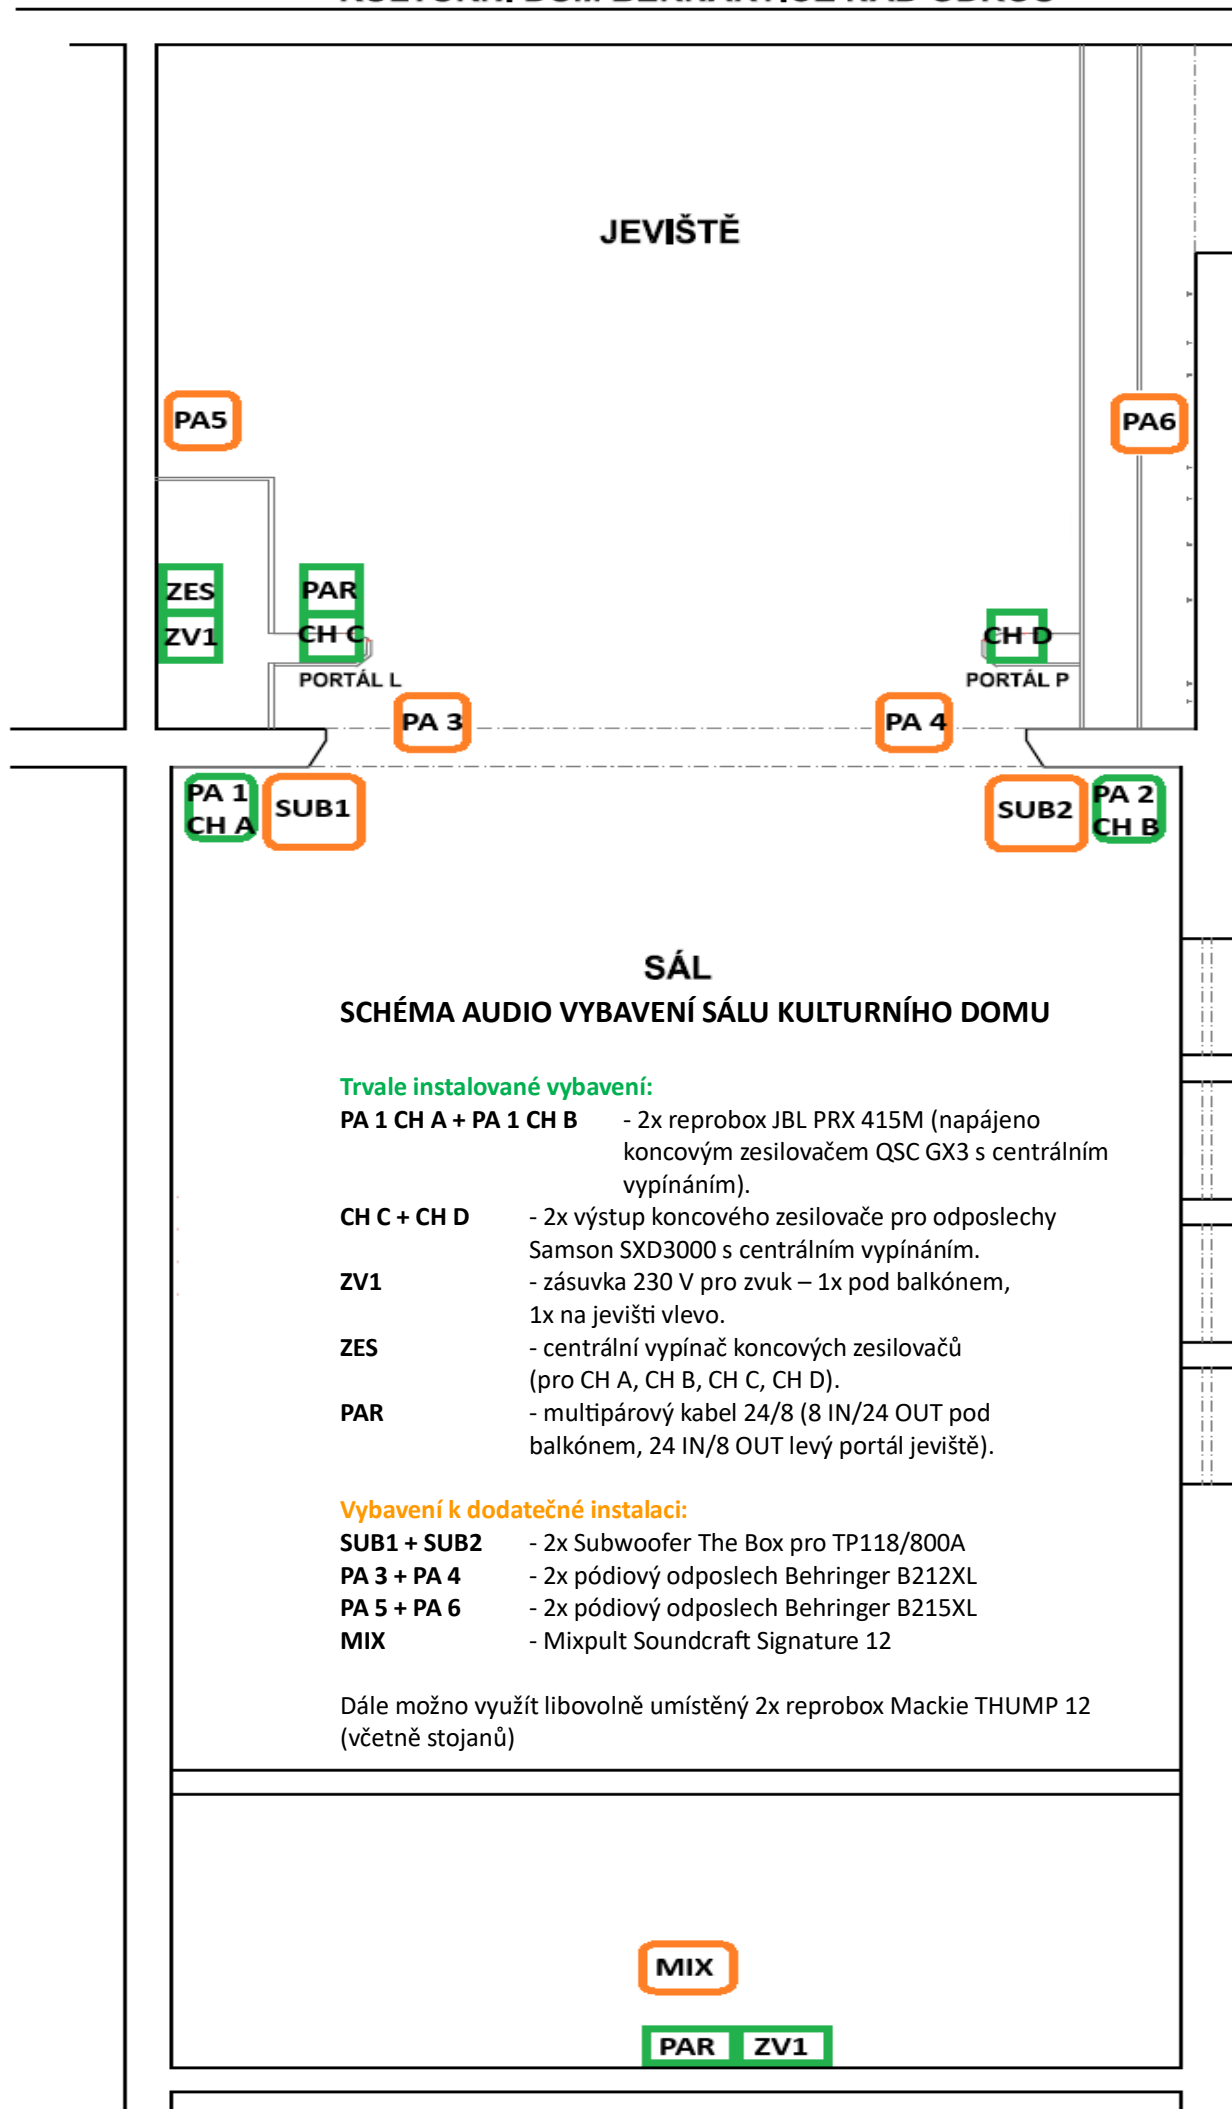 JEVIŠTĚ
PA5
PA6
ZES
PAR
ZV1
CH C
CH D
PORTÁL L
PORTÁL P
PA 3
PA 4
PA 1
CH A
SUB1
SUB2
PA 2
CH B
SÁL
SCHÉMA AUDIO VYBAVENÍ SÁLU KULTURNÍHO DOMU
Trvale instalované vybavení:
PA 1 CH A + PA 1 CH B - 2x reprobox JBL PRX 415M (napájeno
koncovým zesilovačem QSC GX3 s centrálním
vypínáním).
CH C + CH D - 2x výstup koncového zesilovače pro odposlechy
Samson SXD3000 s centrálním vypínáním.
ZV1 - zásuvka 230 V pro zvuk – 1x pod balkónem,
1x na jevišti vlevo.
ZES - centrální vypínač koncových zesilovačů
(pro CH A, CH B, CH C, CH D).
PAR - multipárový kabel 24/8 (8 IN/24 OUT pod
balkónem, 24 IN/8 OUT levý portál jeviště).
Vybavení k dodatečné instalaci:
SUB1 + SUB2 - 2x Subwoofer The Box pro TP118/800A
PA 3 + PA 4 - 2x pódiový odposlech Behringer B212XL
PA 5 + PA 6 - 2x pódiový odposlech Behringer B215XL
MIX - Mixpult Soundcraft Signature 12
Dále možno využít libovolně umístěný 2x reprobox Mackie THUMP 12
(včetně stojanů)
MIX
PAR
ZV1